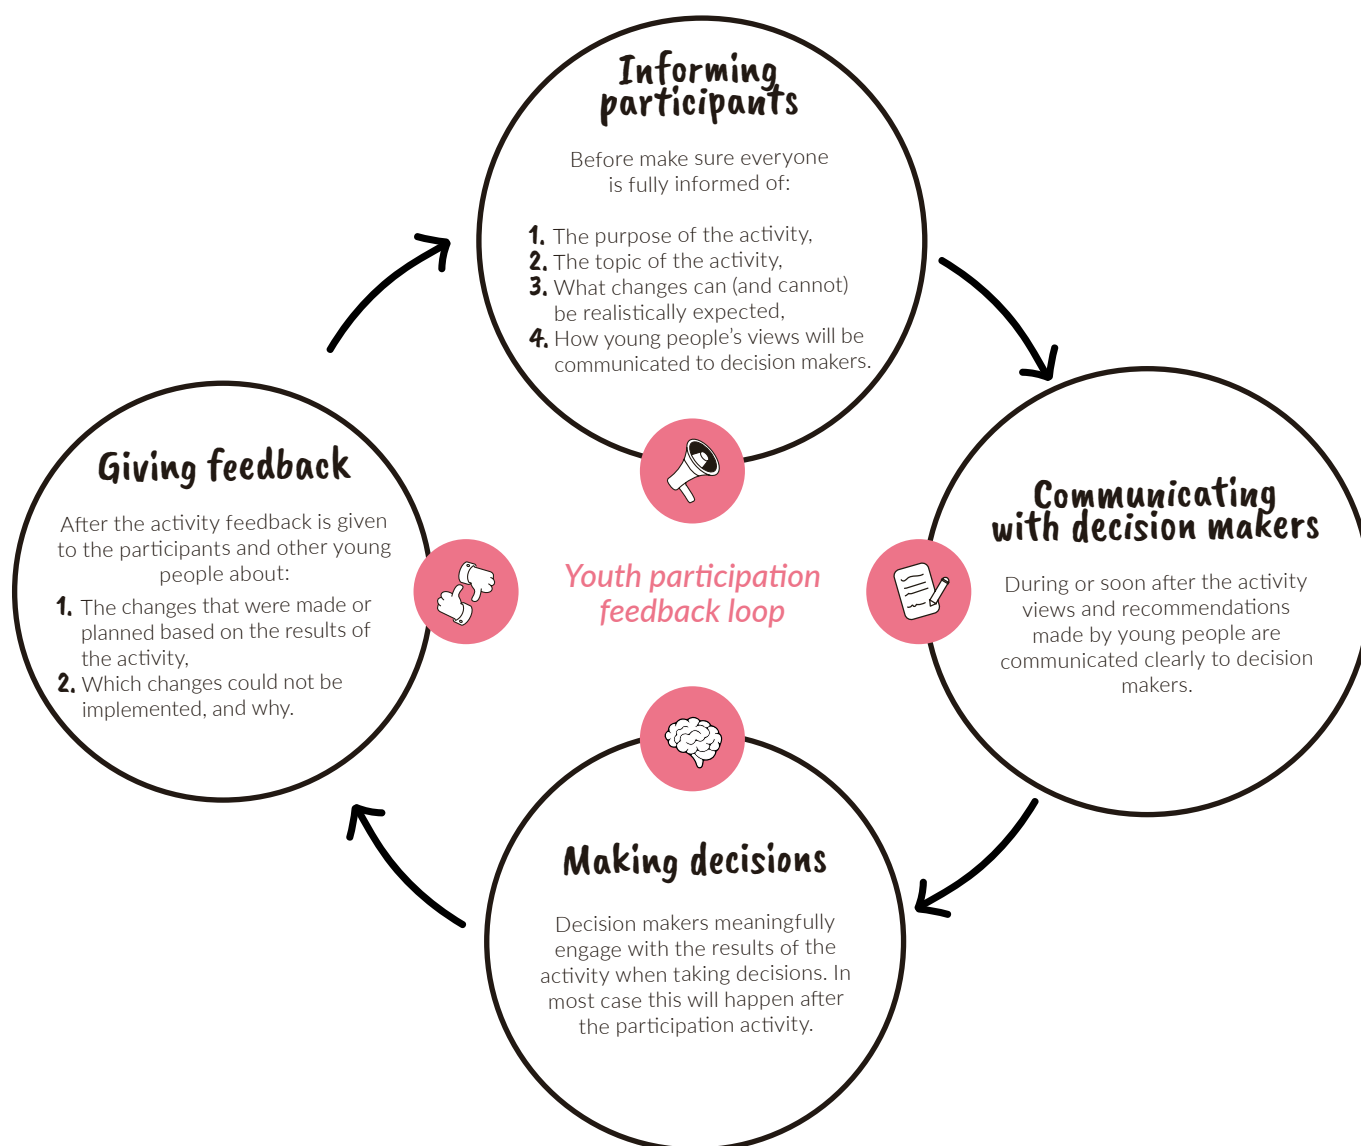 Informing
participants
Before make sure everyone
is fully informed of:
1. The purpose of the activity,
2. The topic of the activity,
3. What changes can (and cannot)
be realistically expected,
4. How young people's views will be
communicated to decision makers.
Communicating
with decision makers
During or soon after the activity
views and recommendations
made by young people are
communicated clearly to decision
makers.
Making decisions
Decision makers meaningfully
engage with the results of the
activity when taking decisions. In
most case this will happen after
the participation activity.
Giving feedback
After the activity feedback is given
to the participants and other young
people about:
1. The changes that were made or
planned based on the results of
the activity,
2. Which changes could not be
implemented, and why.
Youth participation
feedback loop